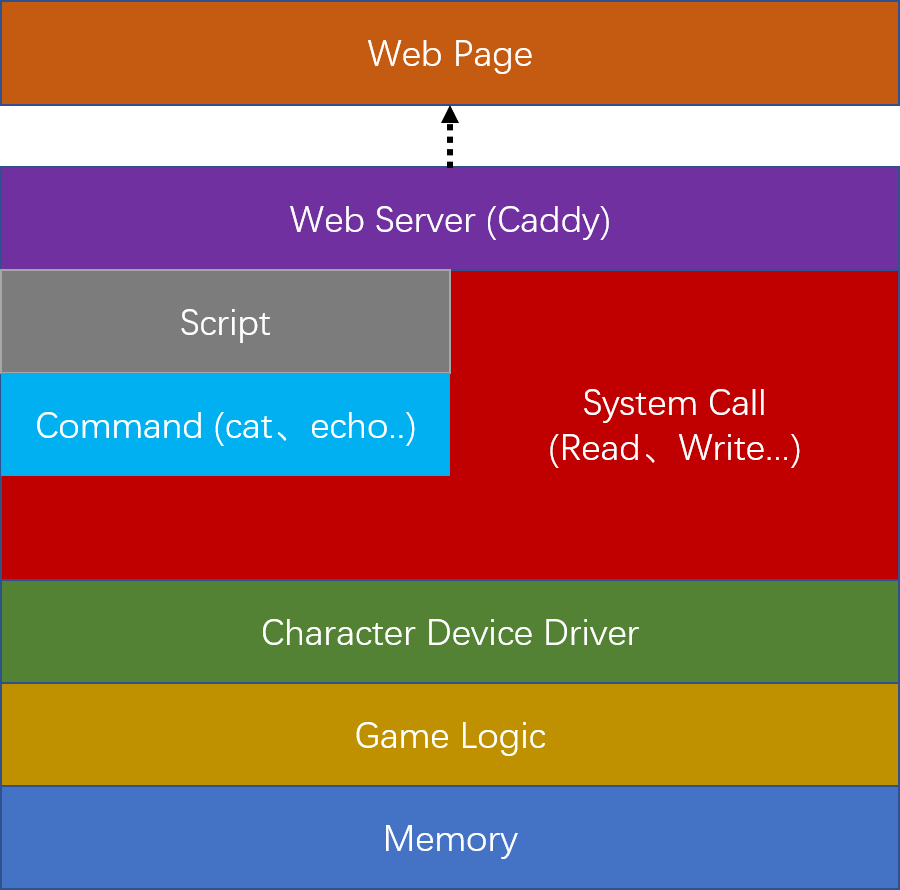 Web Page
Web Server (Caddy)
Script
Command (cat、echo..)
System Call
(Read、Write...)
Character Device Driver
Game Logic
Memory